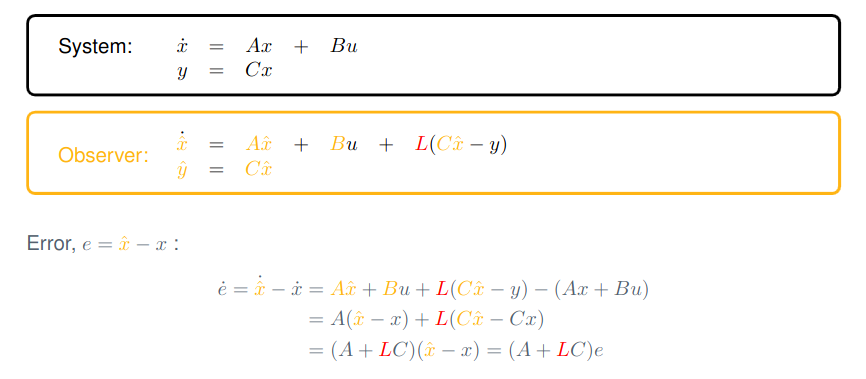 System: ẋ = Ax + Bu
y = Cx
Observer: x̂̇ = Ax̂ + Bu + L(Cx̂ − y)
ŷ = Cx̂
Error, e = x̂ − x :
ė = x̂̇ − ẋ = Ax̂ + Bu + L(Cx̂ − y) − (Ax + Bu)
= A(x̂ − x) + L(Cx̂ − Cx)
= (A + LC)(x̂ − x) = (A + LC)e